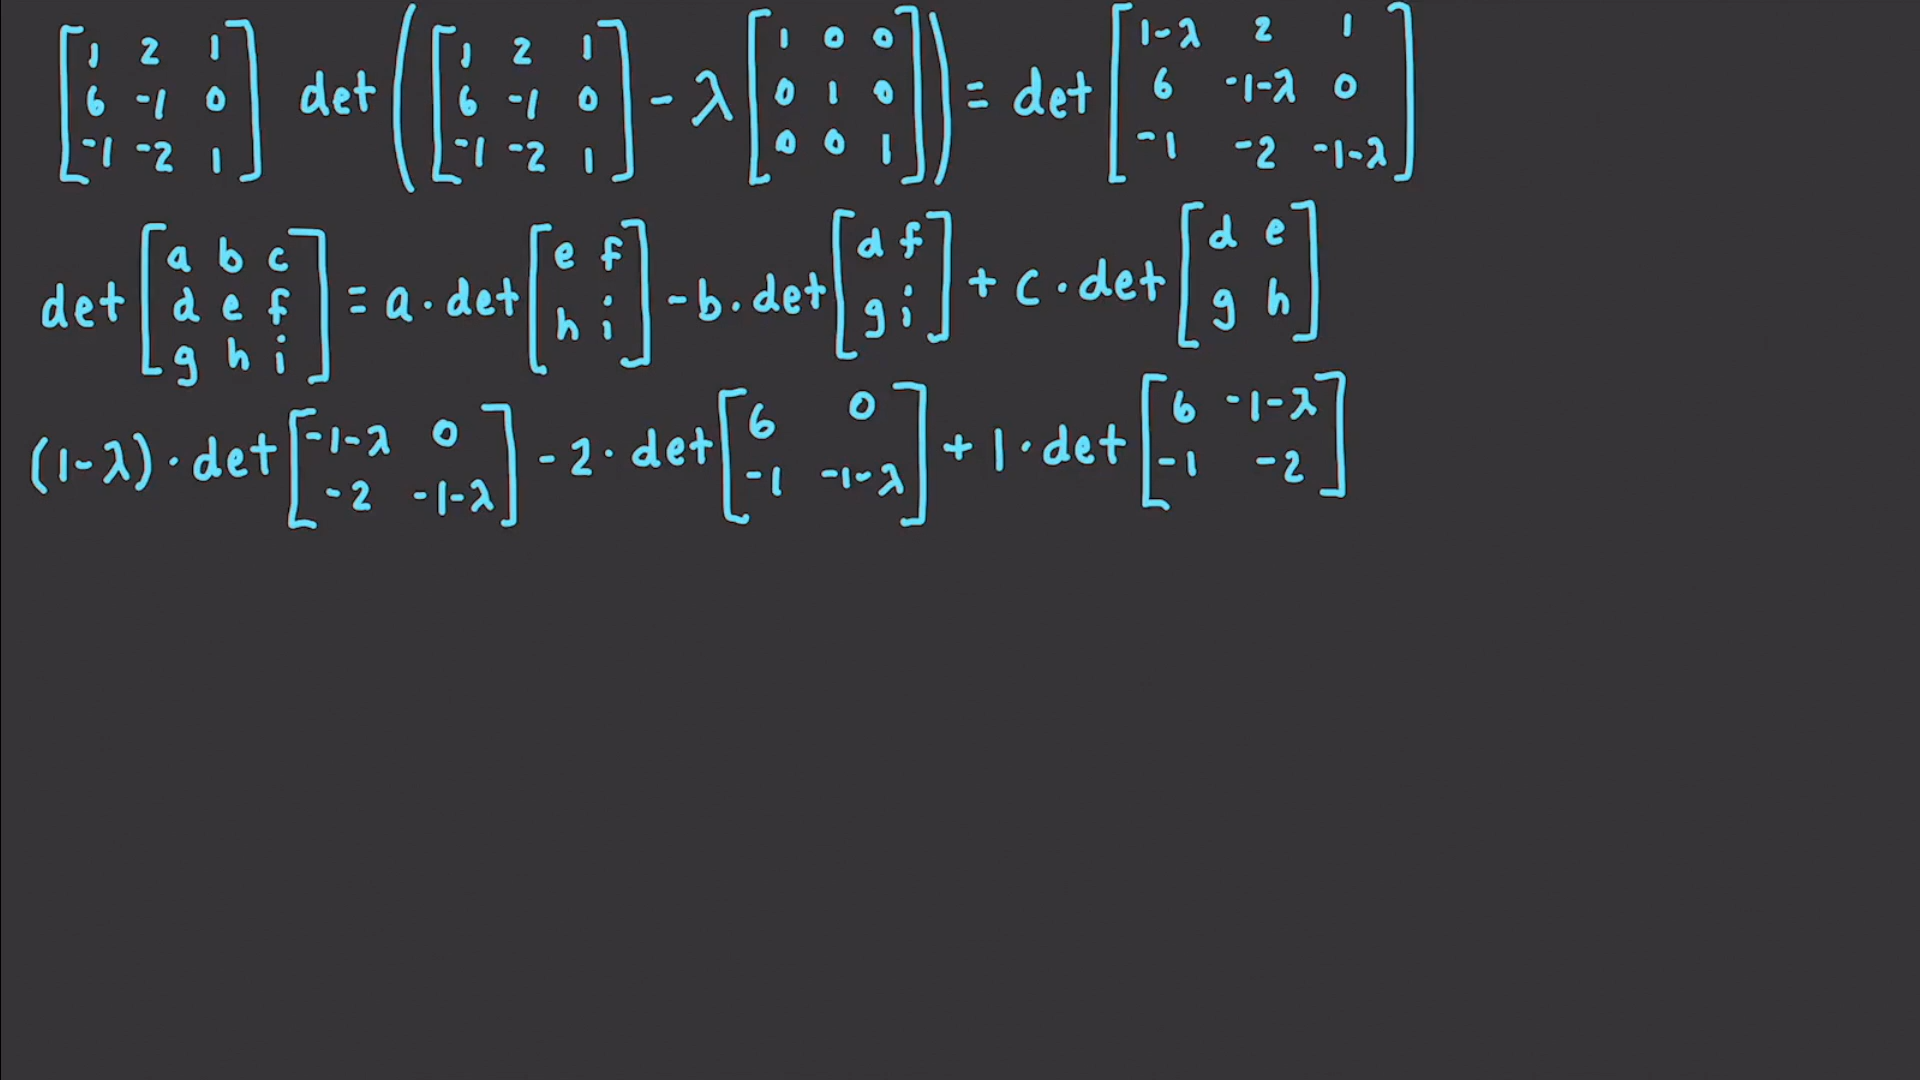 [1 2 1; 6 -1 0; -1 -2 1] det([1 2 1; 6 -1 0; -1 -2 1] - λ[1 0 0; 0 1 0; 0 0 1]) = det[1-λ 2 1; 6 -1-λ 0; -1 -2 -1-λ]
det[a b c; d e f; g h i] = a · det[e f; h i] - b · det[d f; g i] + c · det[d e; g h]
(1-λ) · det[-1-λ 0; -2 -1-λ] - 2 · det[6 0; -1 -1-λ] + 1 · det[6 -1-λ; -1 -2]